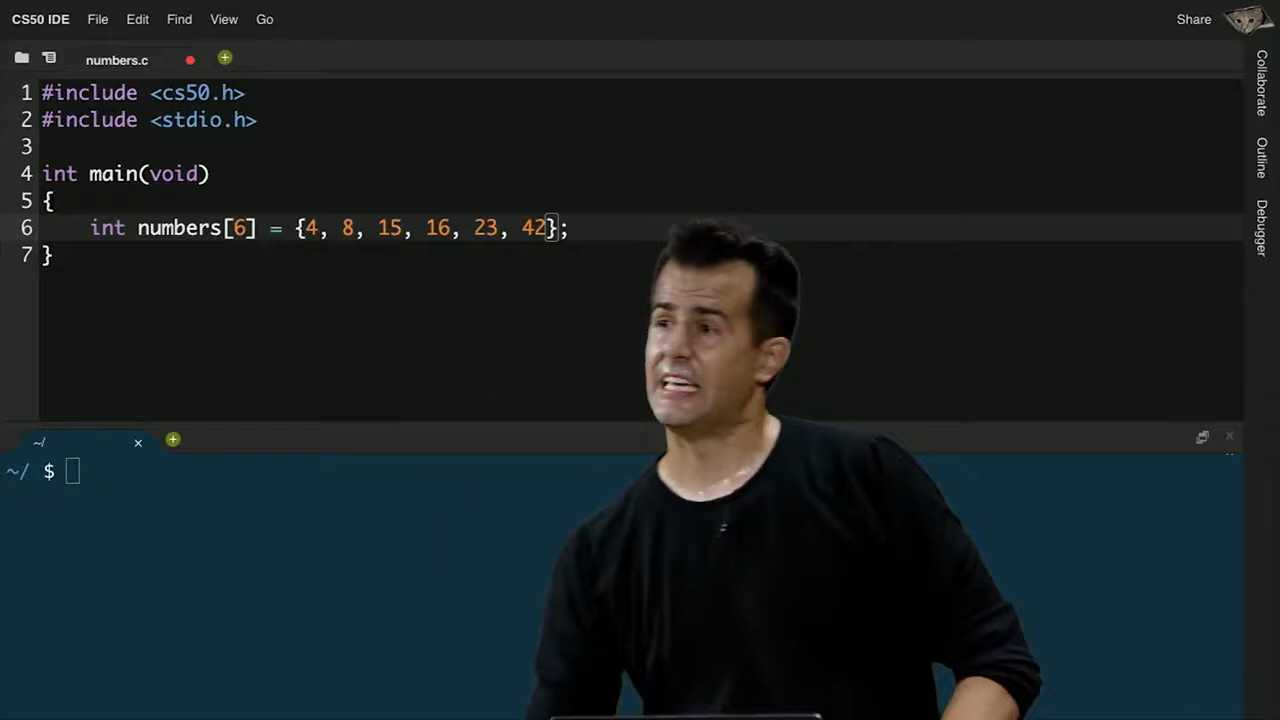 CS50 IDE File Edit Find View Go Share
numbers.c
1 #include <cs50.h>
2 #include <stdio.h>
3
4 int main(void)
5 {
6     int numbers[6] = {4, 8, 15, 16, 23, 42};
7 }
~/
~/ $
Collaborate
Outline
Debugger